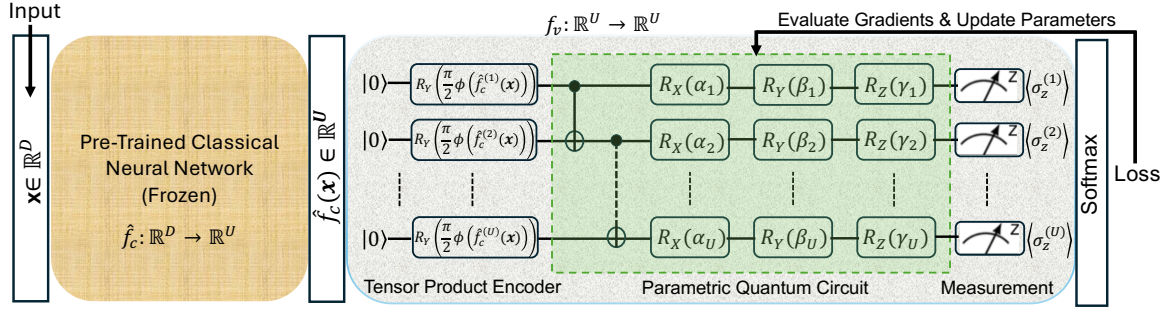 Input
x∈ ℝ^D
Pre-Trained Classical
Neural Network
(Frozen)
f̂_c: ℝ^D → ℝ^U
f̂_c(x) ∈ ℝ^U
f_v: ℝ^U → ℝ^U
Evaluate Gradients & Update Parameters
|0⟩ R_Y(π/2 ϕ(f̂_c^(1)(x))) R_X(α_1) R_Y(β_1) R_Z(γ_1) Z ⟨σ_z^(1)⟩
|0⟩ R_Y(π/2 ϕ(f̂_c^(2)(x))) R_X(α_2) R_Y(β_2) R_Z(γ_2) Z ⟨σ_z^(2)⟩
|0⟩ R_Y(π/2 ϕ(f̂_c^(U)(x))) R_X(α_U) R_Y(β_U) R_Z(γ_U) Z ⟨σ_z^(U)⟩
Tensor Product Encoder
Parametric Quantum Circuit
Measurement
Softmax
Loss